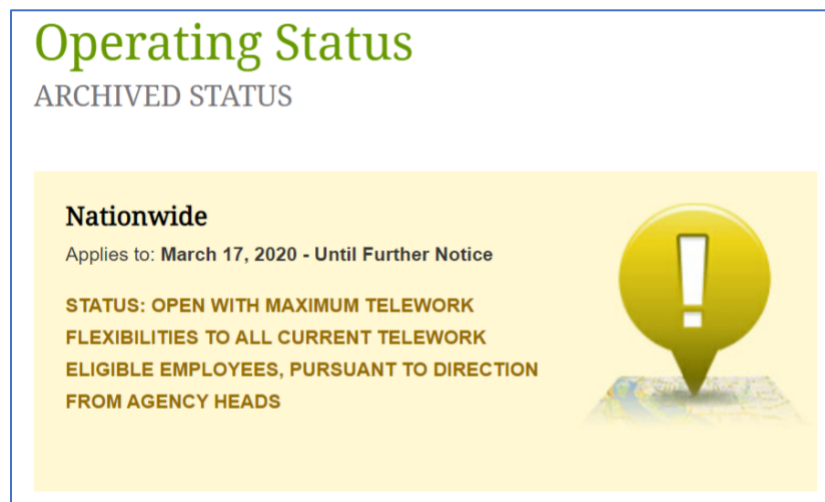 Operating Status
ARCHIVED STATUS
Nationwide
Applies to: March 17, 2020 - Until Further Notice
STATUS: OPEN WITH MAXIMUM TELEWORK
FLEXIBILITIES TO ALL CURRENT TELEWORK
ELIGIBLE EMPLOYEES, PURSUANT TO DIRECTION
FROM AGENCY HEADS
!